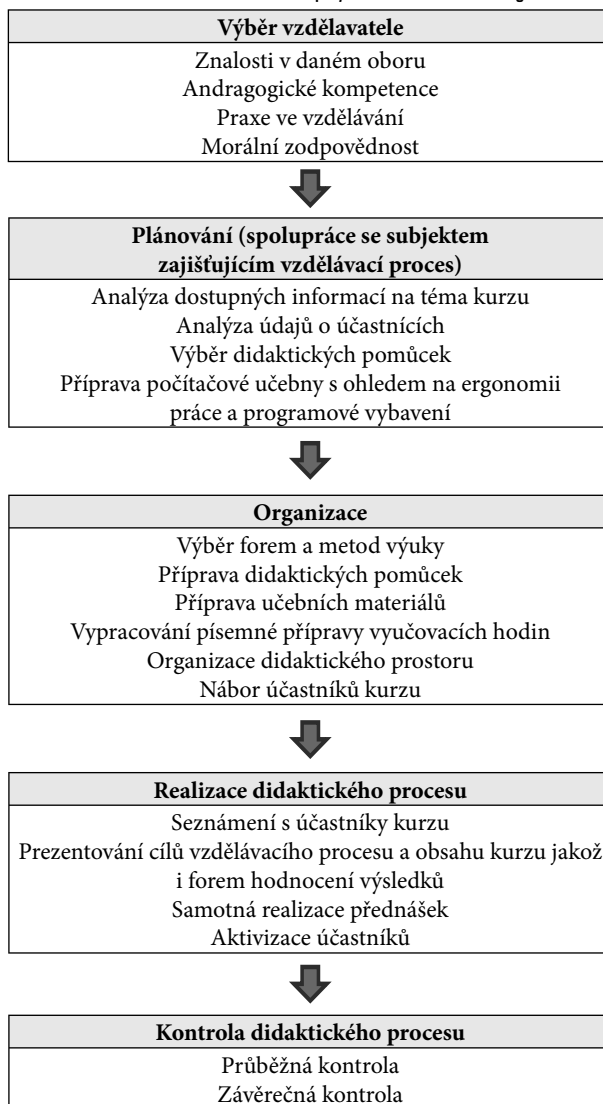 Výběr vzdělavatele
Znalosti v daném oboru
Andragogické kompetence
Praxe ve vzdělávání
Morální zodpovědnost
Plánování (spolupráce se subjektem
zajišťujícím vzdělávací proces)
Analýza dostupných informací na téma kurzu
Analýza údajů o účastnících
Výběr didaktických pomůcek
Příprava počítačové učebny s ohledem na ergonomii
práce a programové vybavení
Organizace
Výběr forem a metod výuky
Příprava didaktických pomůcek
Příprava učebních materiálů
Vypracování písemné přípravy vyučovacích hodin
Organizace didaktického prostoru
Nábor účastníků kurzu
Realizace didaktického procesu
Seznámení s účastníky kurzu
Prezentování cílů vzdělávacího procesu a obsahu kurzu jakož
i forem hodnocení výsledků
Samotná realizace přednášek
Aktivizace účastníků
Kontrola didaktického procesu
Průběžná kontrola
Závěrečná kontrola